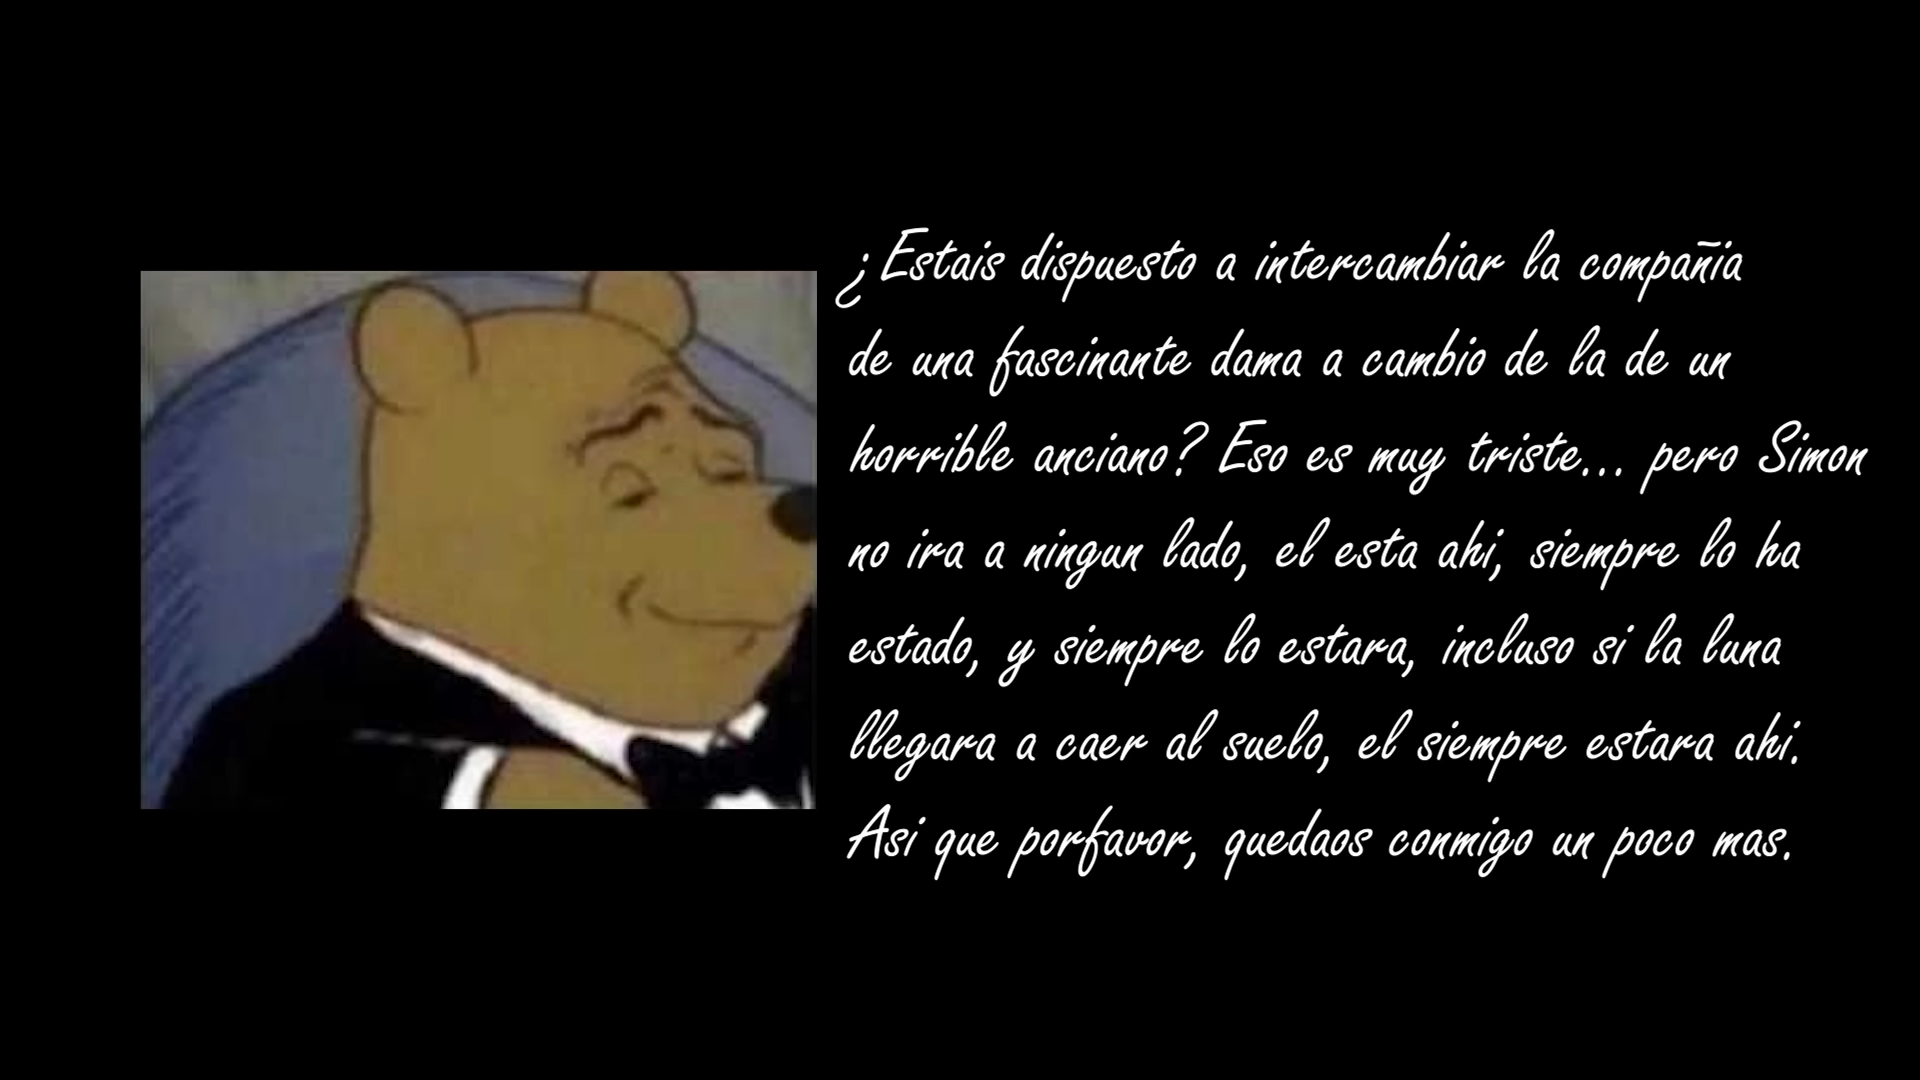 ¿Estais dispuesto a intercambiar la compañia
de una fascinante dama a cambio de la de un
horrible anciano? Eso es muy triste... pero Simon
no ira a ningun lado, el esta ahi, siempre lo ha
estado, y siempre lo estara, incluso si la luna
llegara a caer al suelo, el siempre estara ahi.
Asi que porfavor, quedaos conmigo un poco mas.